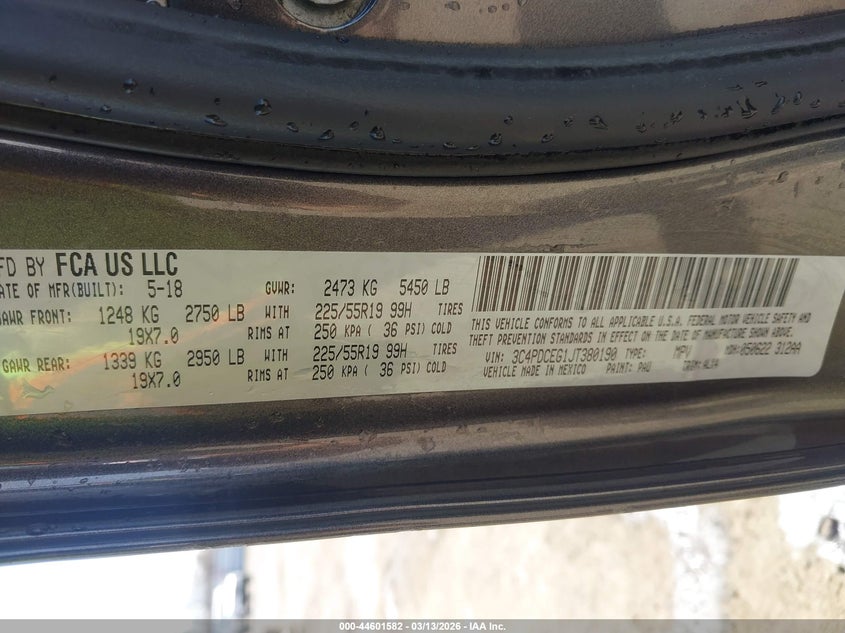 FD BY FCA US LLC
ATE OF MFR(BUILT): 5-18 GVWR: 2473 KG 5450 LB
GAWR FRONT: 1248 KG 2750 LB WITH 225/55R19 99H TIRES
19X7.0 RIMS AT 250 KPA ( 36 PSI) COLD
GAWR REAR: 1339 KG 2950 LB WITH 225/55R19 99H TIRES
19X7.0 RIMS AT 250 KPA ( 36 PSI) COLD
THIS VEHICLE CONFORMS TO ALL APPLICABLE U.S.A. FEDERAL MOTOR VEHICLE SAFETY AND
THEFT PREVENTION STANDARDS IN EFFECT ON THE DATE OF MANUFACTURE SHOWN ABOVE.
VIN: 3C4PDCEG1JT380190 TYPE: MPV MDH: 050622 312AA
VEHICLE MADE IN MEXICO PAINT: PAU TRIM:
000-44601582 — 03/13/2026 — IAA Inc.